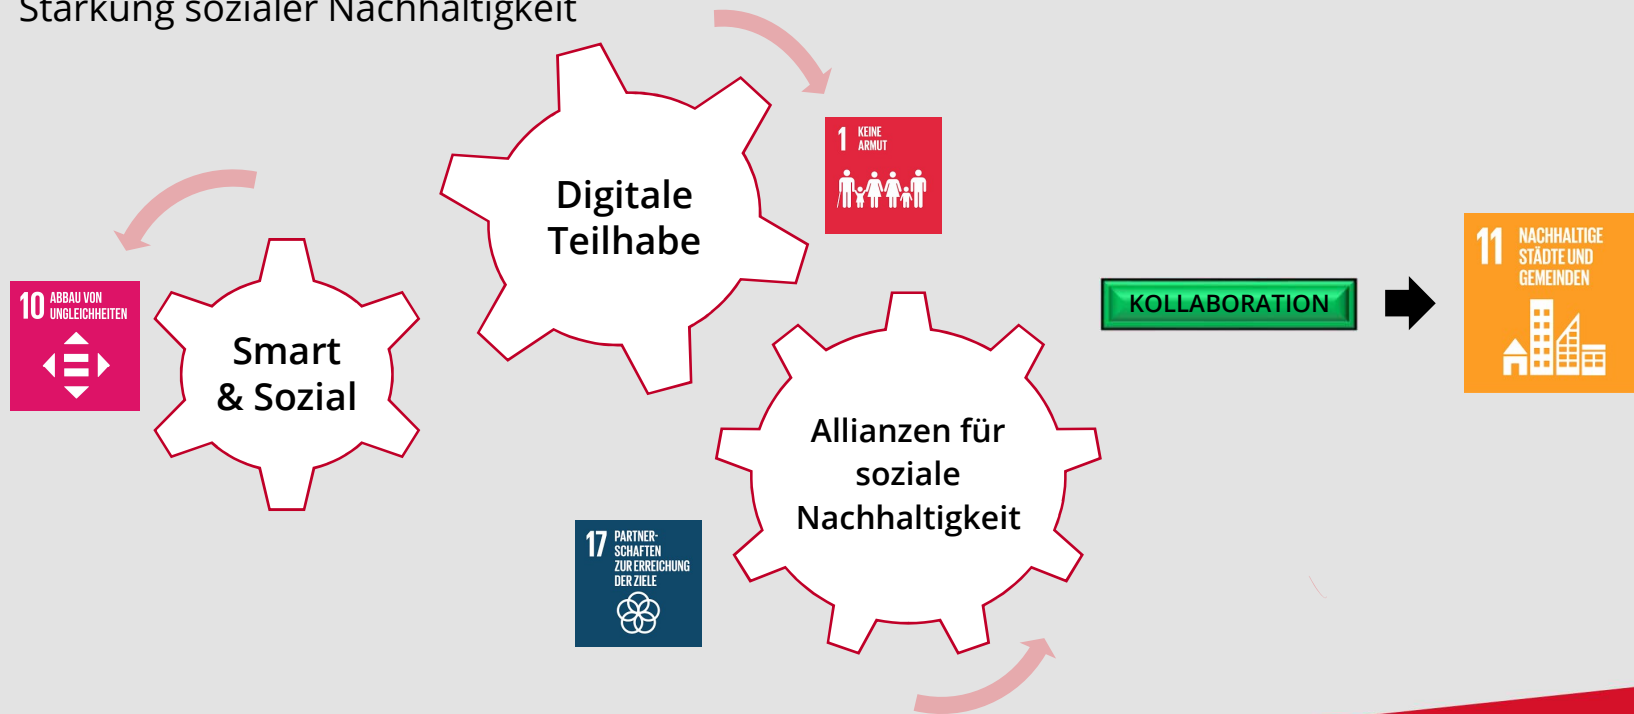 Stärkung sozialer Nachhaltigkeit
1 KEINE
ARMUT
Digitale
Teilhabe
10 ABBAU VON
UNGLEICHHEITEN
Smart
& Sozial
Allianzen für
soziale
Nachhaltigkeit
17 PARTNER-
SCHAFTEN
ZUR ERREICHUNG
DER ZIELE
KOLLABORATION
11 NACHHALTIGE
STÄDTE UND
GEMEINDEN